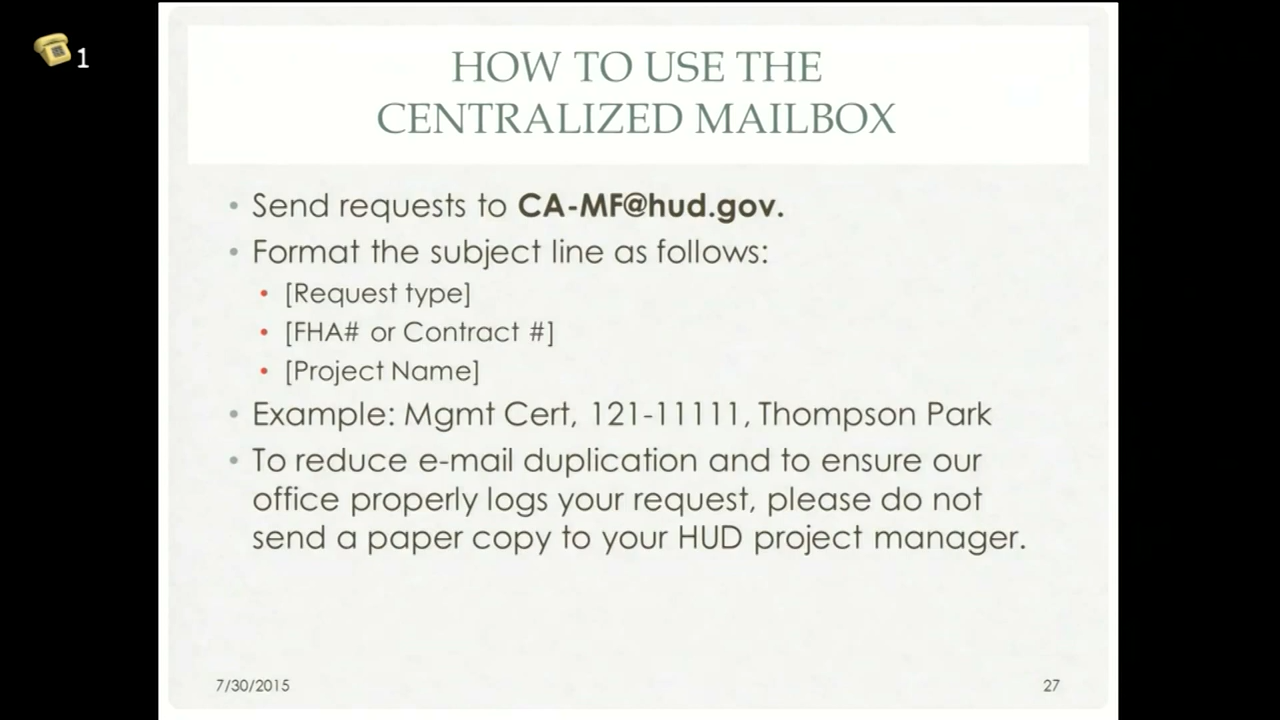 1
HOW TO USE THE
CENTRALIZED MAILBOX
• Send requests to CA-MF@hud.gov.
• Format the subject line as follows:
• [Request type]
• [FHA# or Contract #]
• [Project Name]
• Example: Mgmt Cert, 121-11111, Thompson Park
• To reduce e-mail duplication and to ensure our
office properly logs your request, please do not
send a paper copy to your HUD project manager.
7/30/2015
27